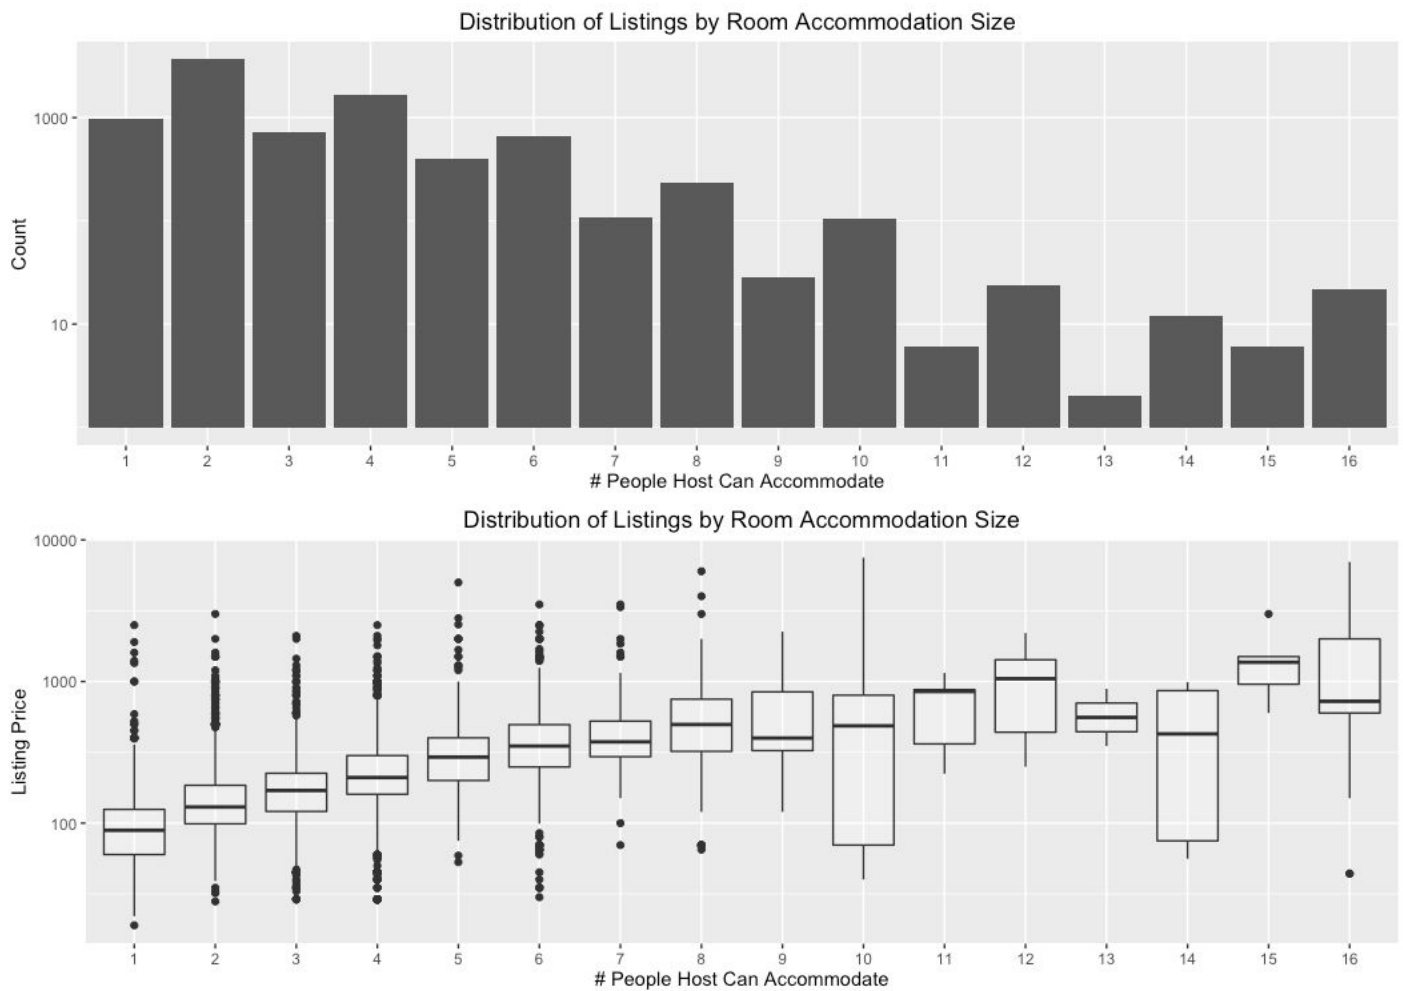 Distribution of Listings by Room Accommodation Size
Count
1000
10
1 2 3 4 5 6 7 8 9 10 11 12 13 14 15 16
# People Host Can Accommodate
Distribution of Listings by Room Accommodation Size
Listing Price
10000
1000
100
1 2 3 4 5 6 7 8 9 10 11 12 13 14 15 16
# People Host Can Accommodate